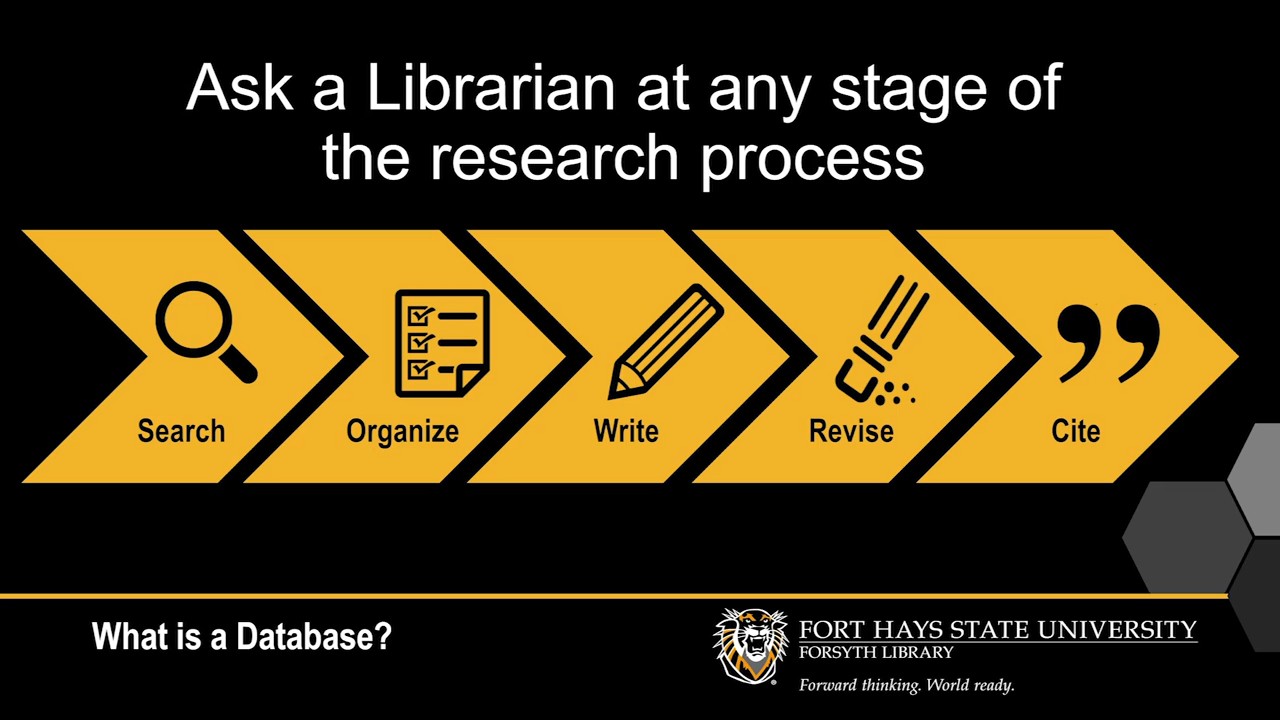 Ask a Librarian at any stage of
the research process
Search
Organize
Write
Revise
Cite
What is a Database?
FORT HAYS STATE UNIVERSITY
FORSYTH LIBRARY
Forward thinking. World ready.